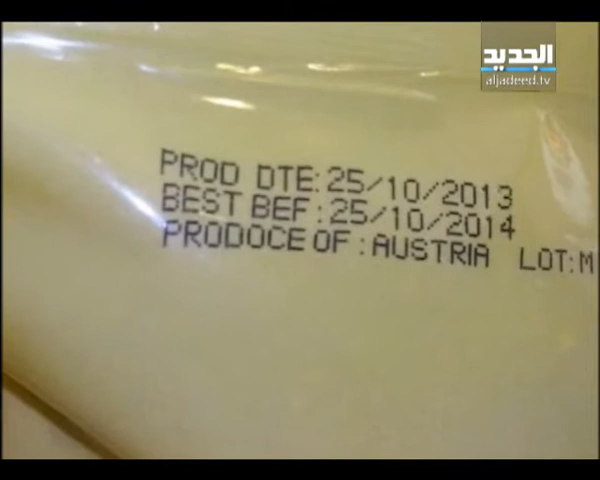 الجديد
aljadeed.tv
PROD DTE: 25/10/2013
BEST BEF: 25/10/2014
PRODOCE OF : AUSTRIA LOT: M